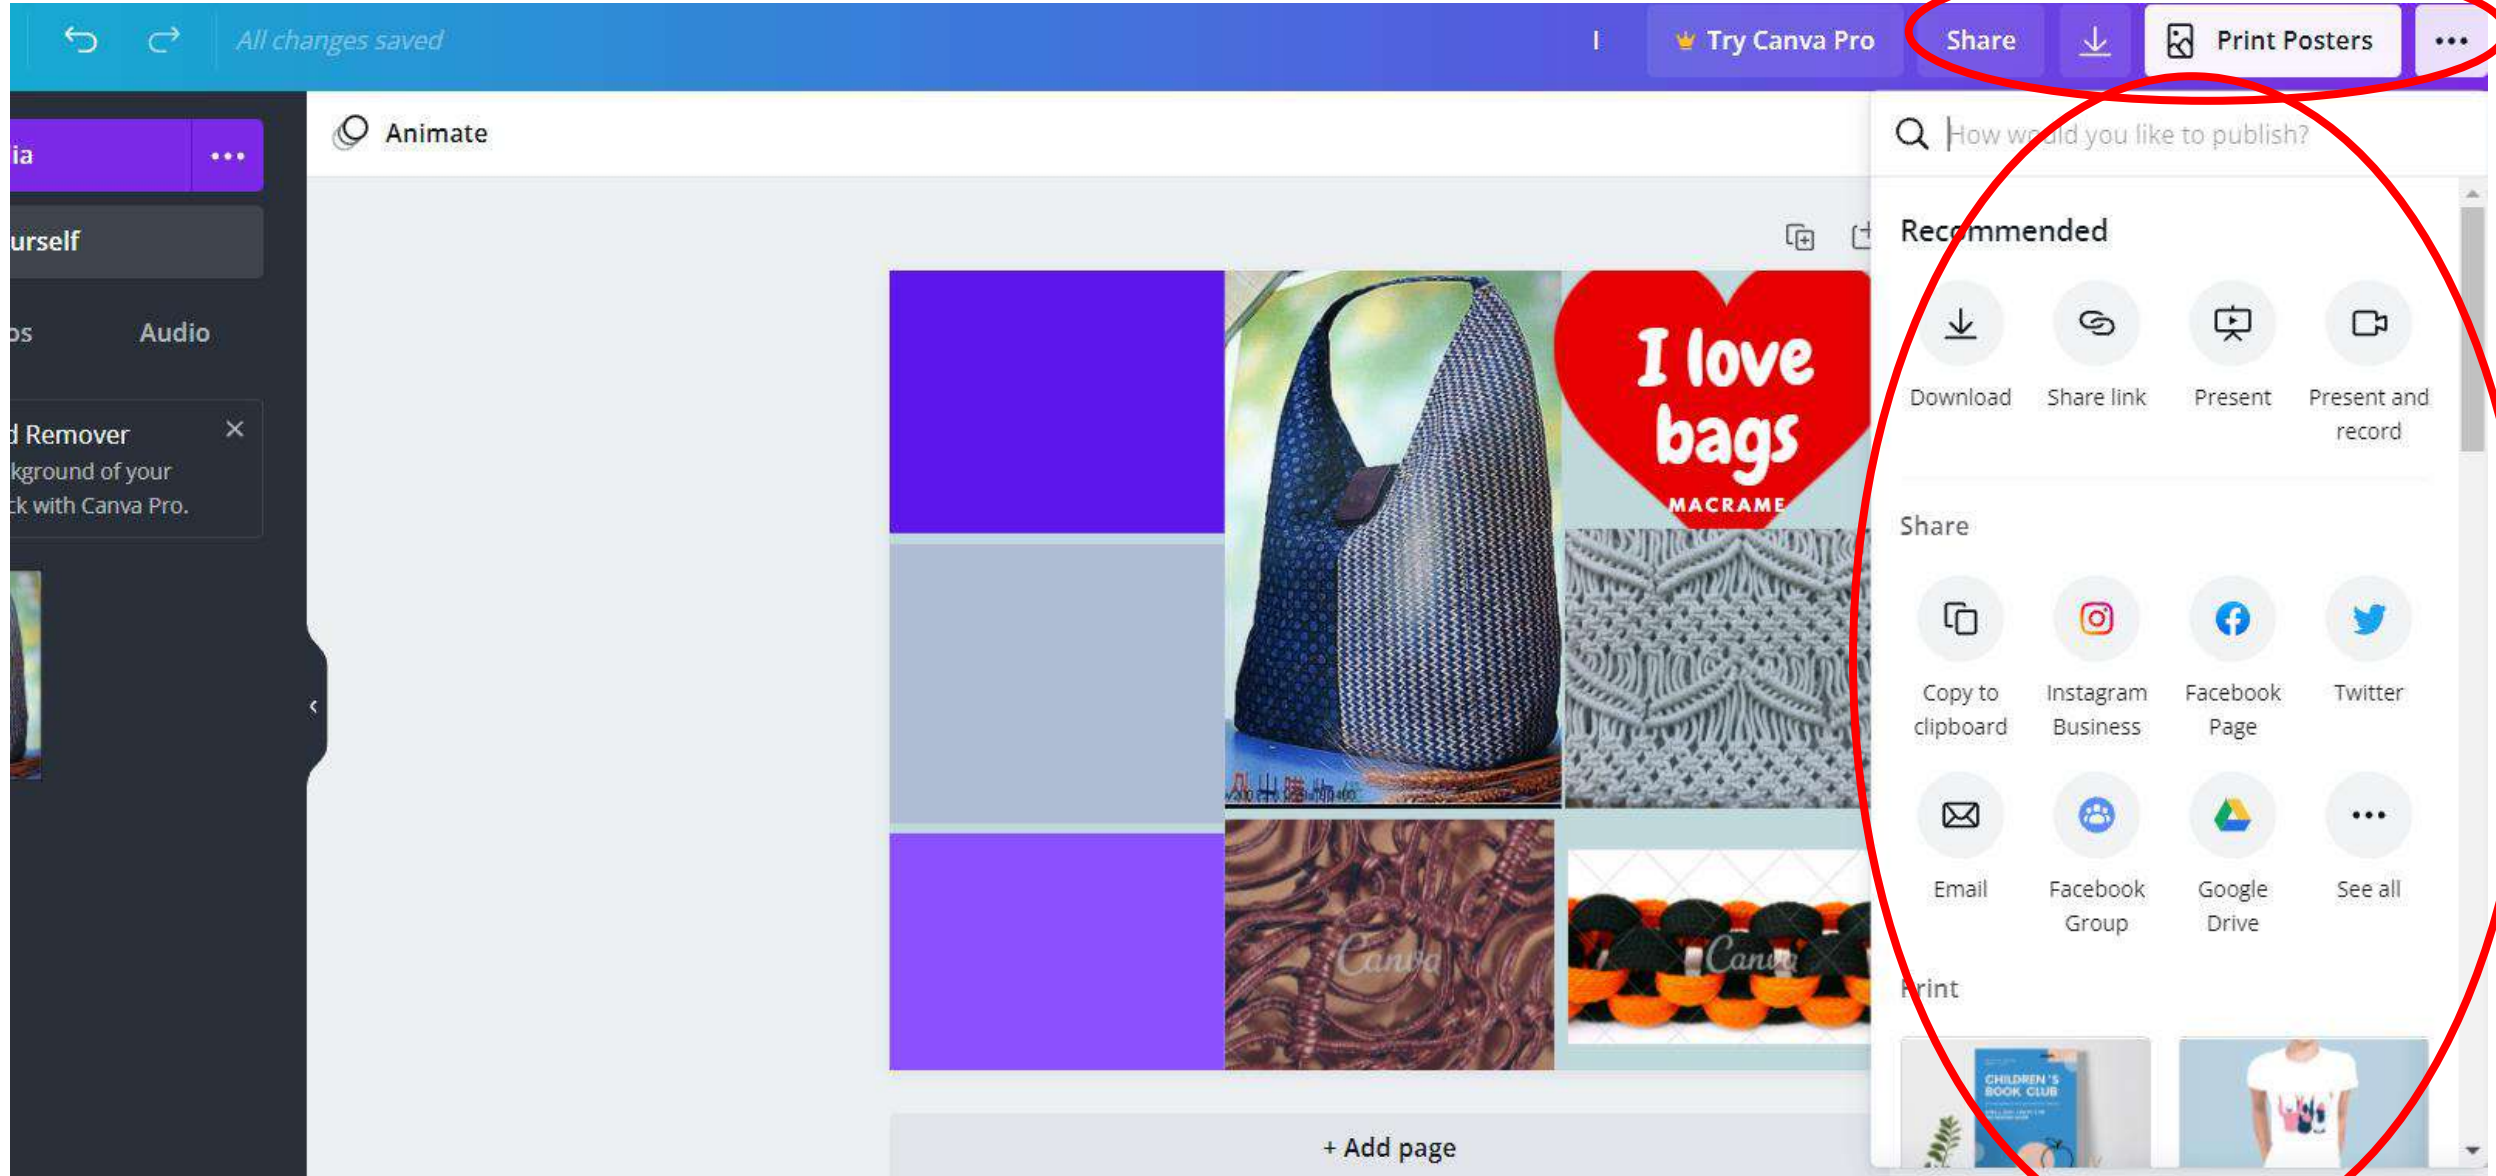 All changes saved
Try Canva Pro
Share
Print Posters
ia
urself
os
Audio
d Remover
kground of your
ck with Canva Pro.
Animate
I love
bags
MACRAME
Canva
Canva
+ Add page
How would you like to publish?
Recommended
Download
Share link
Present
Present and
record
Share
Copy to
clipboard
Instagram
Business
Facebook
Page
Twitter
Email
Facebook
Group
Google
Drive
See all
Print
CHILDREN'S
BOOK CLUB